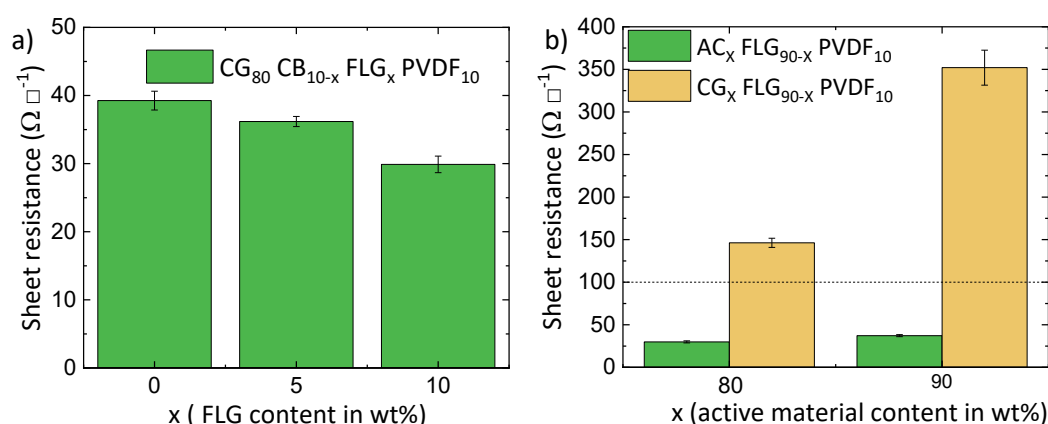 a)
50
40
30
20
10
0
Sheet resistance (Ω □⁻¹)
CG₈₀ CB₁₀₋ₓ FLGₓ PVDF₁₀
0 5 10
x ( FLG content in wt%)
b)
400
350
300
250
200
150
100
50
0
Sheet resistance (Ω □⁻¹)
ACₓ FLG₉₀₋ₓ PVDF₁₀
CGₓ FLG₉₀₋ₓ PVDF₁₀
80 90
x (active material content in wt%)